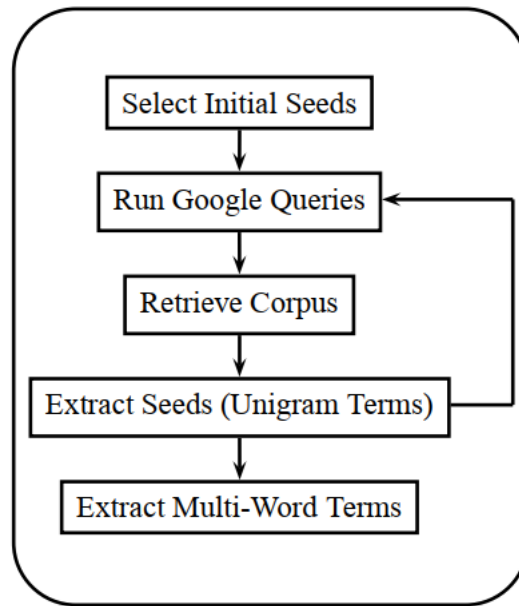 Select Initial Seeds
Run Google Queries
Retrieve Corpus
Extract Seeds (Unigram Terms)
Extract Multi-Word Terms